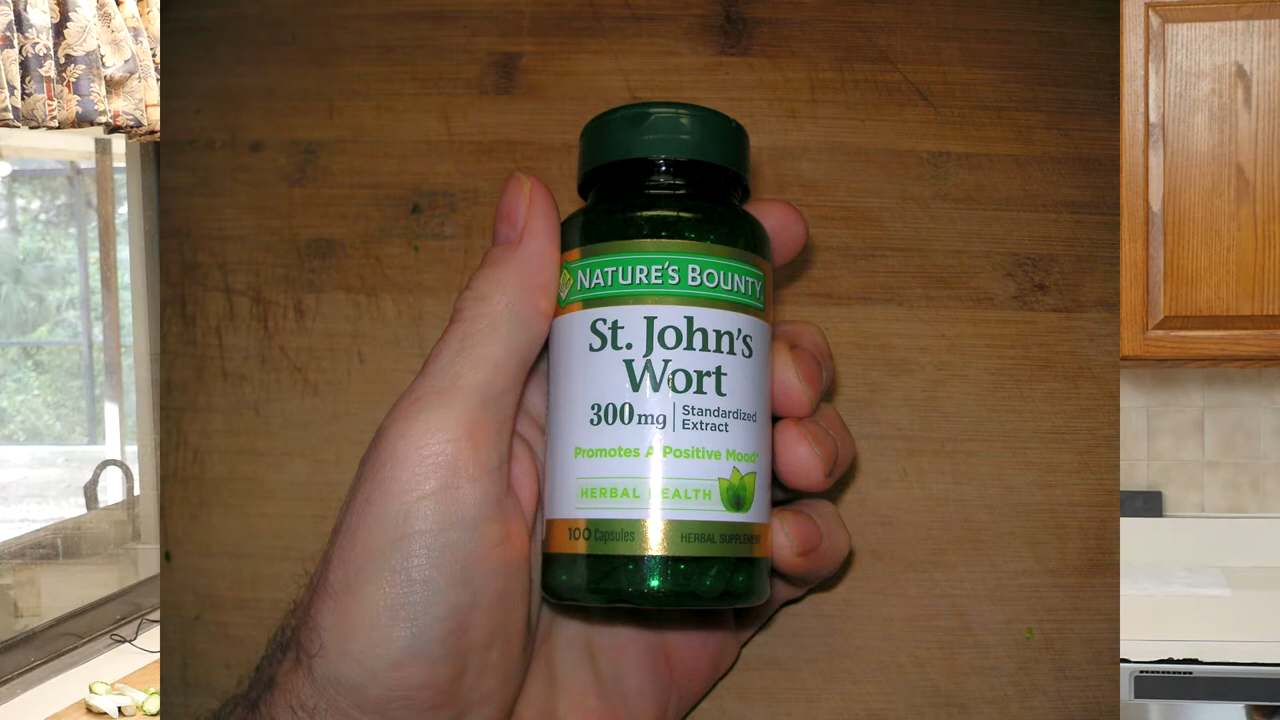 NATURE'S BOUNTY
St. John's
Wort
300mg
Standardized
Extract
Promotes A Positive Mood*
HERBAL HEALTH
100 Capsules
HERBAL SUPPLEMENT